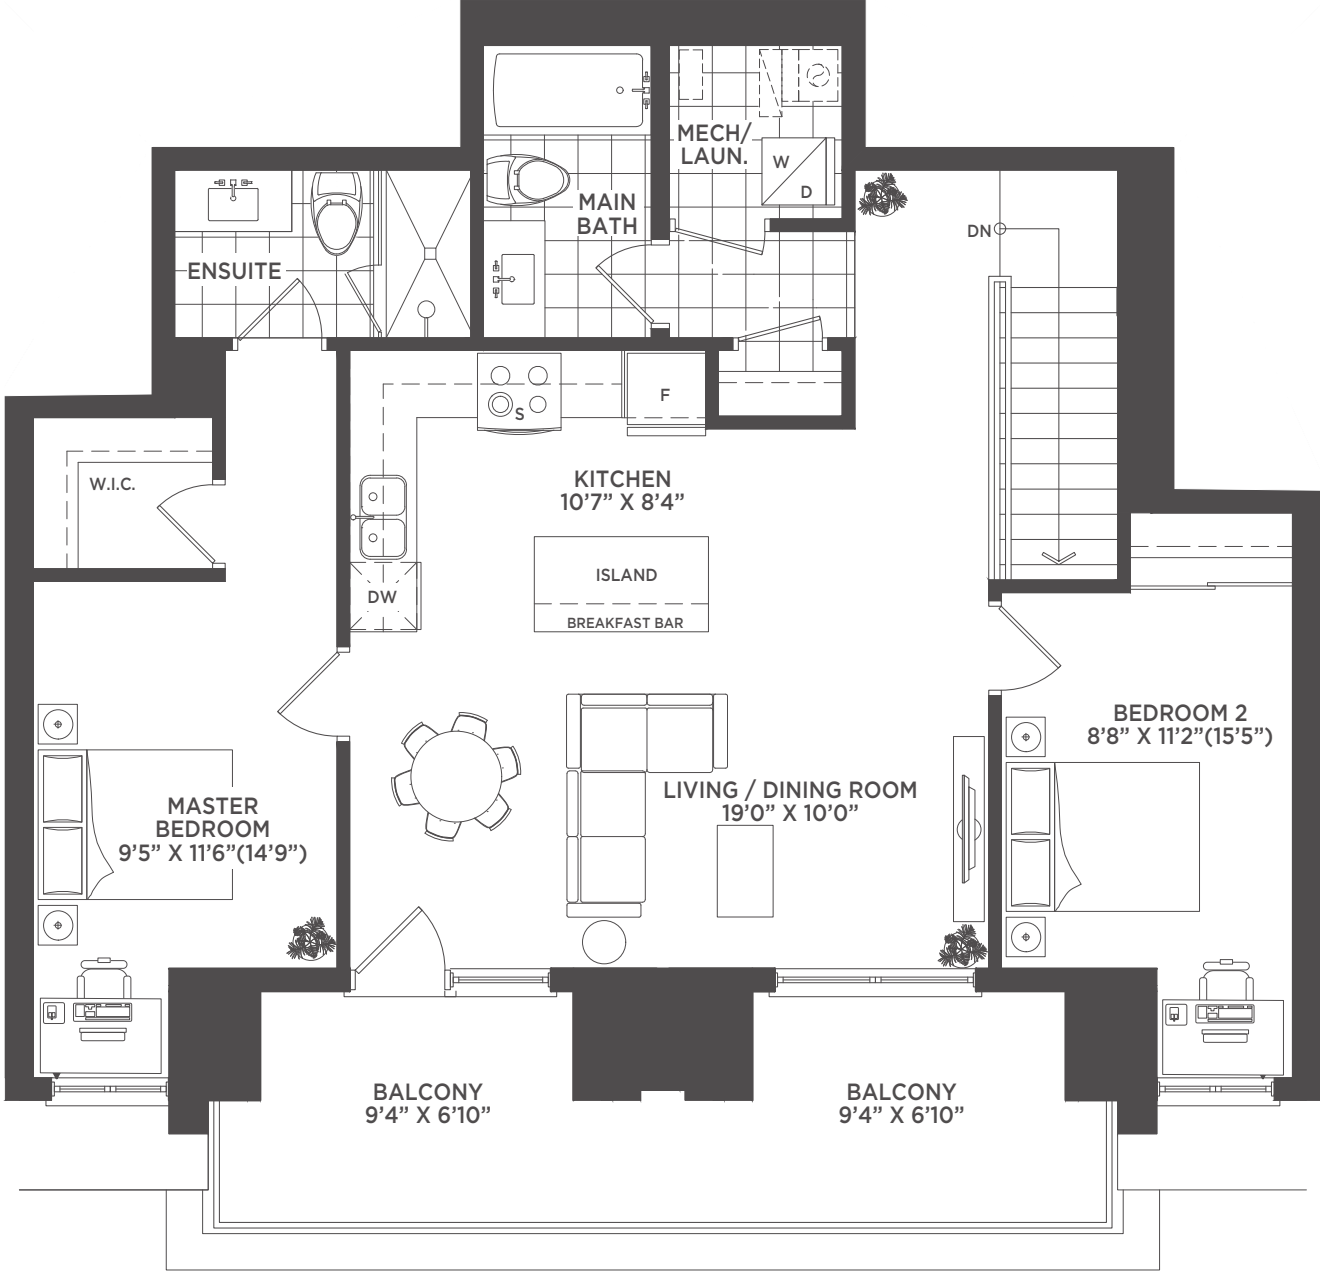 MECH/
LAUN.
W
D
MAIN
BATH
DN
ENSUITE
S
F
W.I.C.
KITCHEN
10’7” X 8’4”
ISLAND
BREAKFAST BAR
DW
BEDROOM 2
8’8” X 11’2”(15’5”)
LIVING / DINING ROOM
19’0” X 10’0”
MASTER
BEDROOM
9’5” X 11’6”(14’9”)
BALCONY
9’4” X 6’10”
BALCONY
9’4” X 6’10”